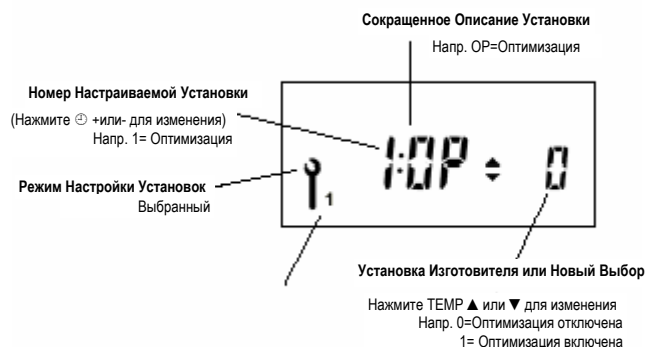 Сокращенное Описание Установки
Напр. OP=Оптимизация
Номер Настраиваемой Установки
(Нажмите ⏲ +или- для изменения)
Напр. 1= Оптимизация
1:OP 0
Режим Настройки Установок
Выбранный
1
Установка Изготовителя или Новый Выбор
Нажмите TEMP ▲ или ▼ для изменения
Напр. 0=Оптимизация отключена
1= Оптимизация включена